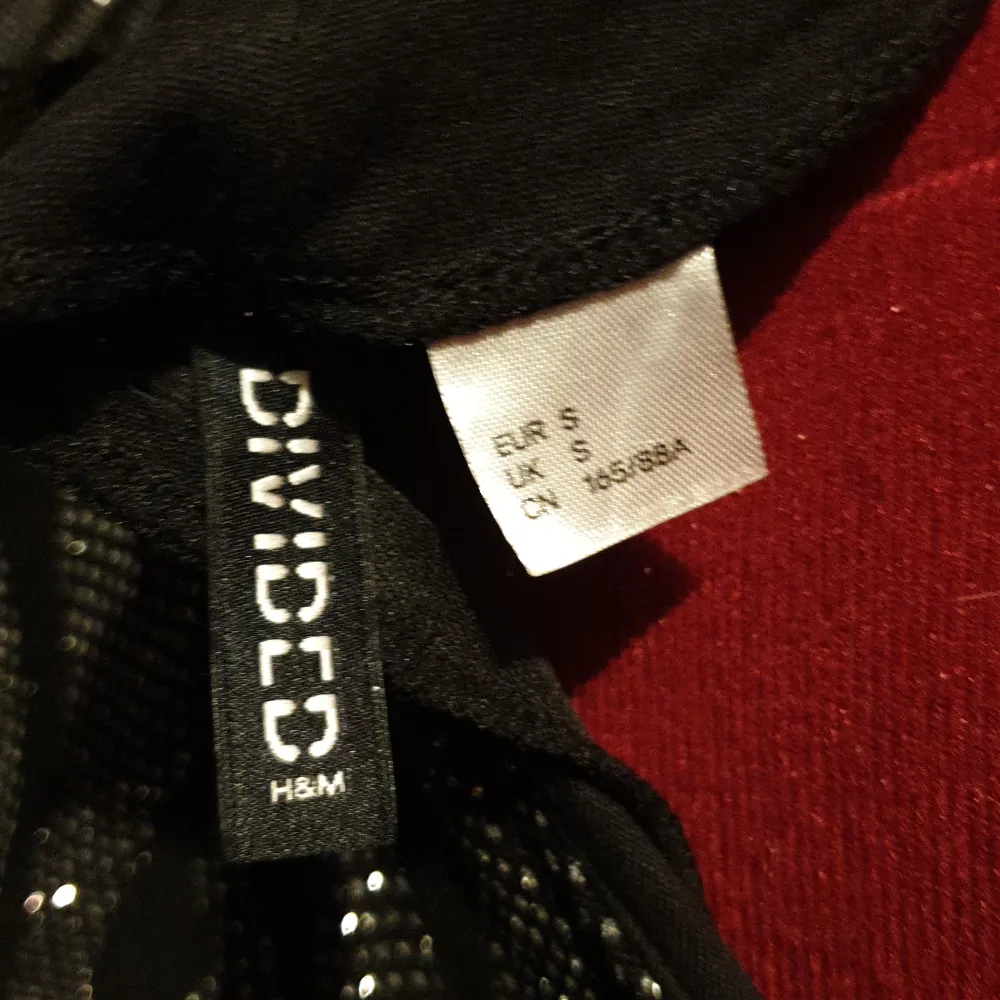 DIVIDED
H&M
EUR S
UK S
CN 165/88A